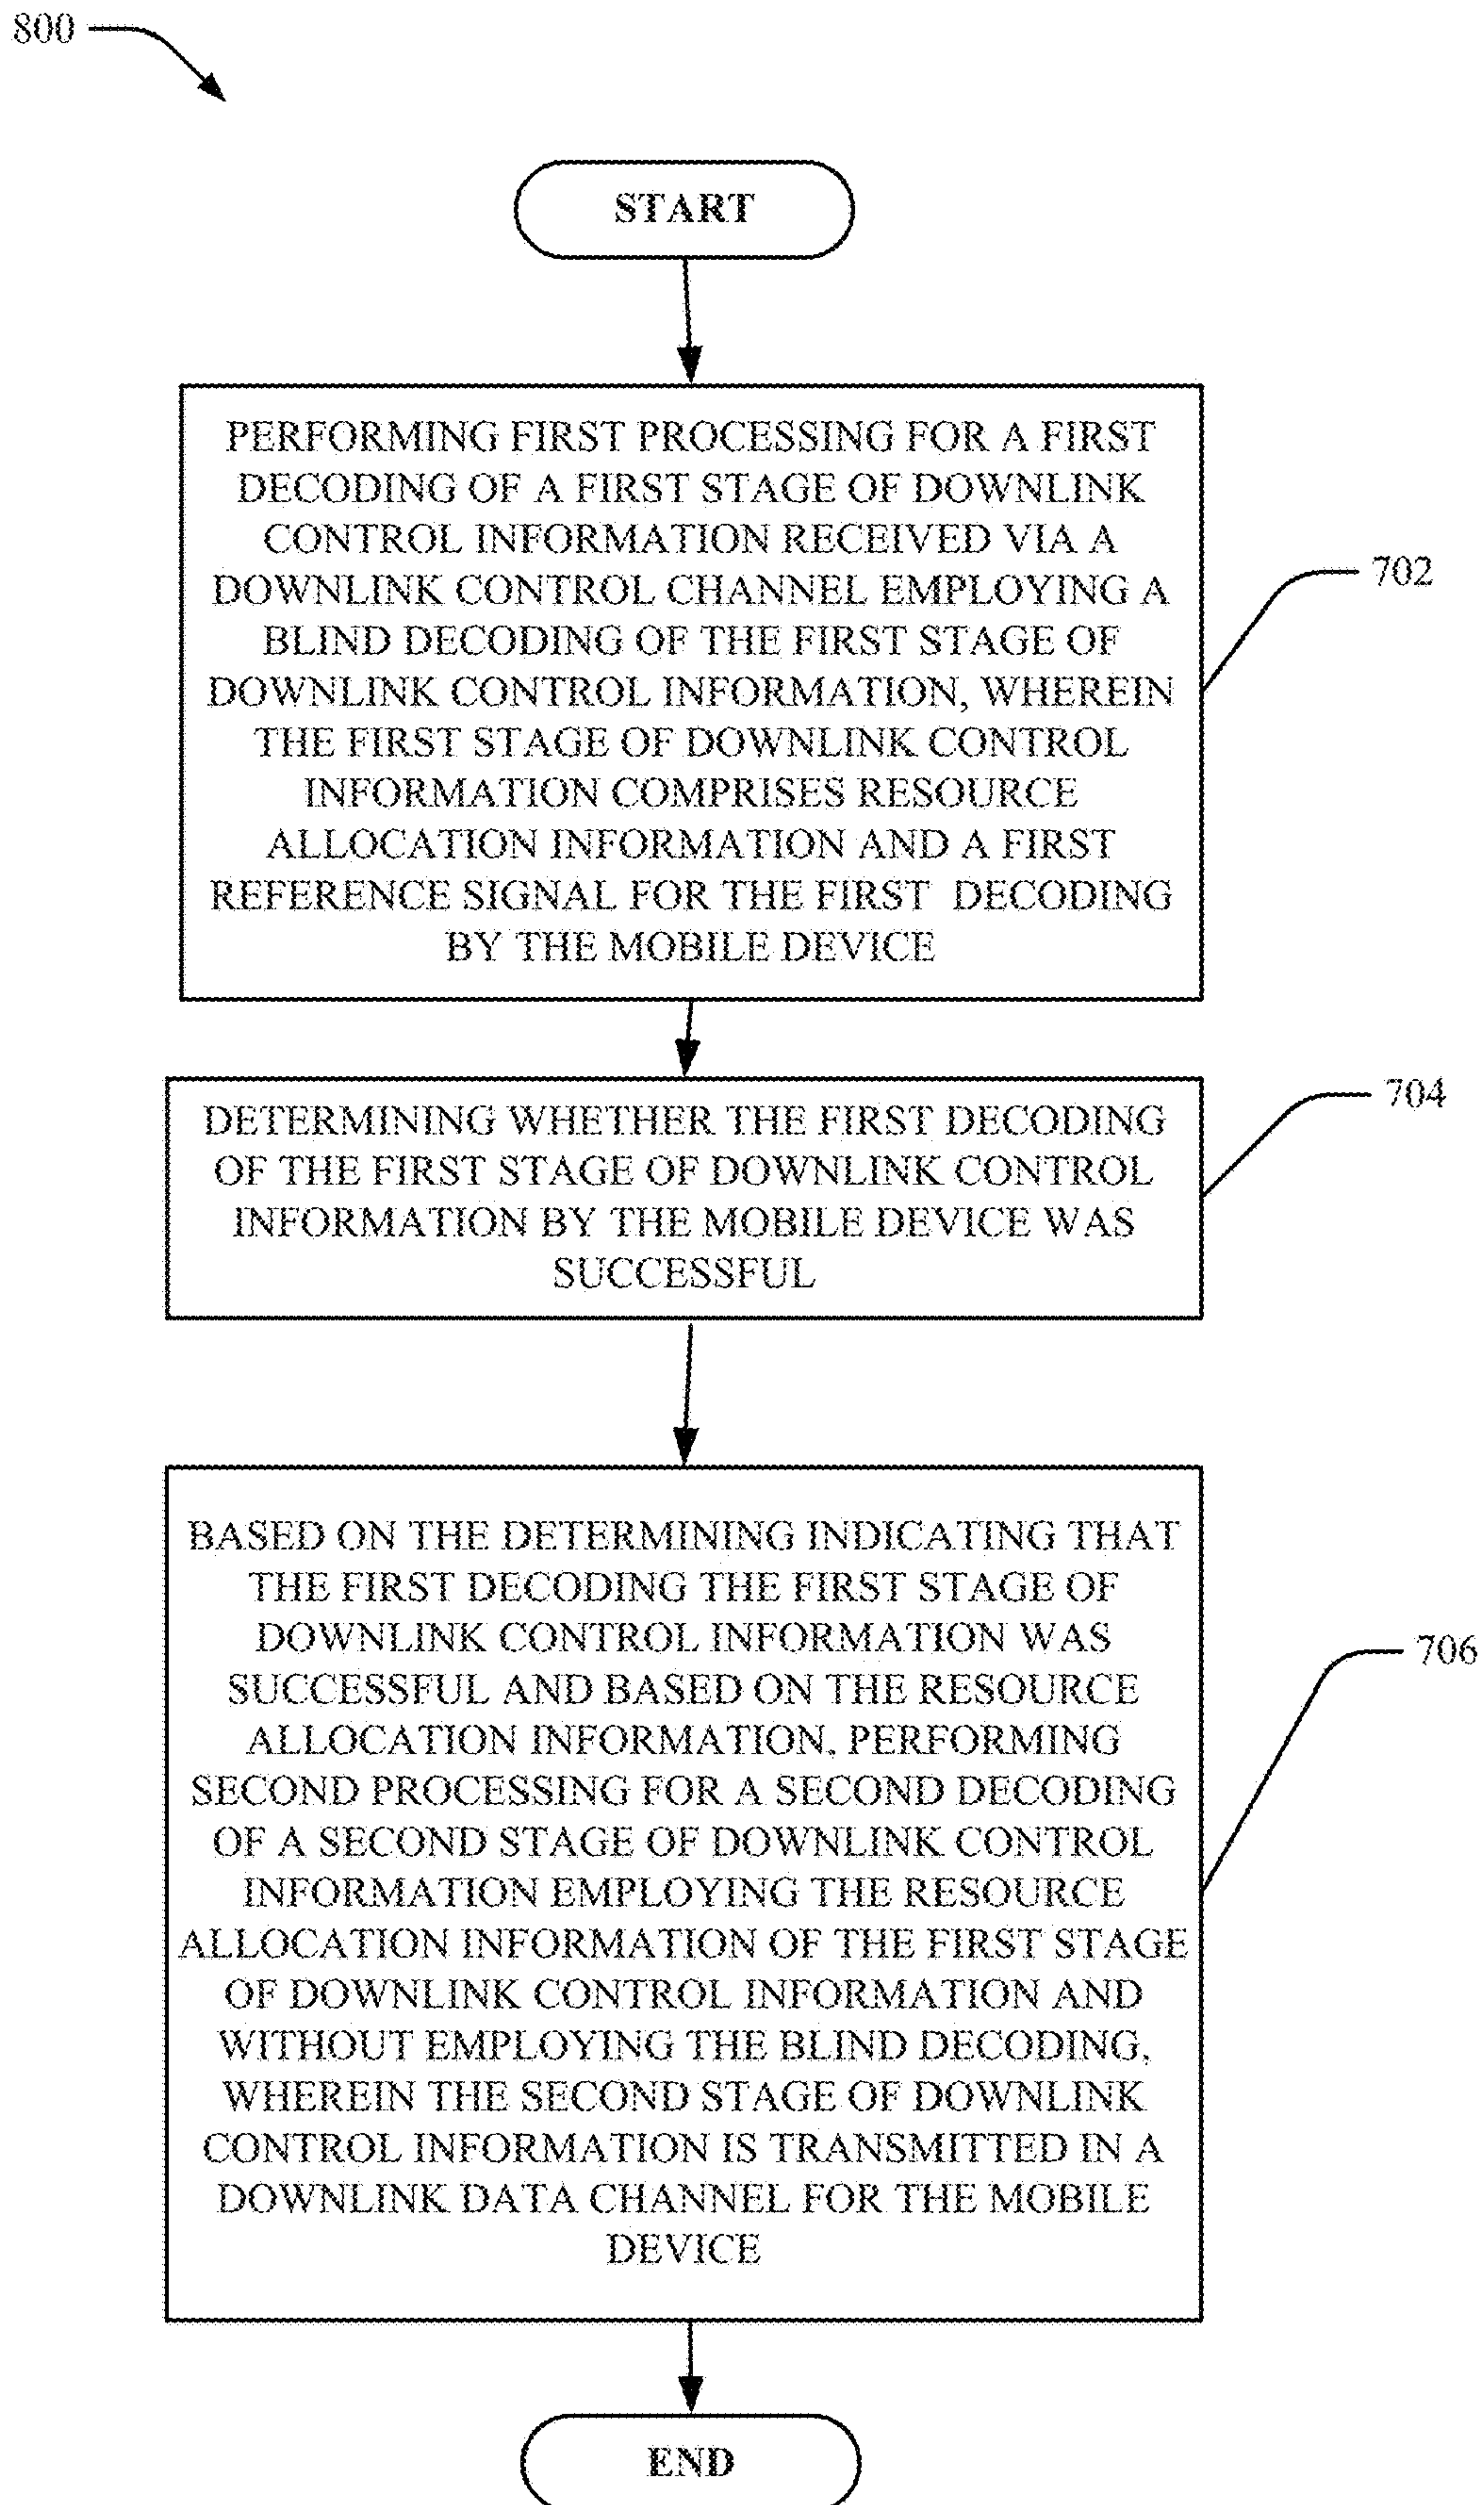 800
START
PERFORMING FIRST PROCESSING FOR A FIRST
DECODING OF A FIRST STAGE OF DOWNLINK
CONTROL INFORMATION RECEIVED VIA A
DOWNLINK CONTROL CHANNEL EMPLOYING A
BLIND DECODING OF THE FIRST STAGE OF
DOWNLINK CONTROL INFORMATION, WHEREIN
THE FIRST STAGE OF DOWNLINK CONTROL
INFORMATION COMPRISES RESOURCE
ALLOCATION INFORMATION AND A FIRST
REFERENCE SIGNAL FOR THE FIRST DECODING
BY THE MOBILE DEVICE
702
DETERMINING WHETHER THE FIRST DECODING
OF THE FIRST STAGE OF DOWNLINK CONTROL
INFORMATION BY THE MOBILE DEVICE WAS
SUCCESSFUL
704
BASED ON THE DETERMINING INDICATING THAT
THE FIRST DECODING THE FIRST STAGE OF
DOWNLINK CONTROL INFORMATION WAS
SUCCESSFUL AND BASED ON THE RESOURCE
ALLOCATION INFORMATION, PERFORMING
SECOND PROCESSING FOR A SECOND DECODING
OF A SECOND STAGE OF DOWNLINK CONTROL
INFORMATION EMPLOYING THE RESOURCE
ALLOCATION INFORMATION OF THE FIRST STAGE
OF DOWNLINK CONTROL INFORMATION AND
WITHOUT EMPLOYING THE BLIND DECODING,
WHEREIN THE SECOND STAGE OF DOWNLINK
CONTROL INFORMATION IS TRANSMITTED IN A
DOWNLINK DATA CHANNEL FOR THE MOBILE
DEVICE
706
END